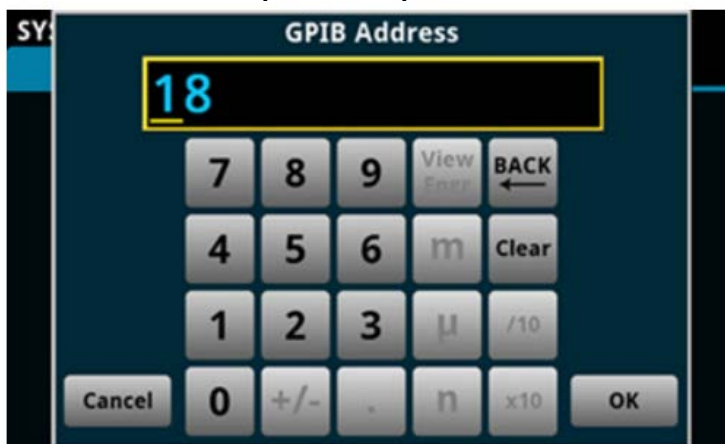 SYS
GPIB Address
18
7 8 9 View Engr BACK
4 5 6 m Clear
1 2 3 µ /10
Cancel 0 +/- . n x10 OK